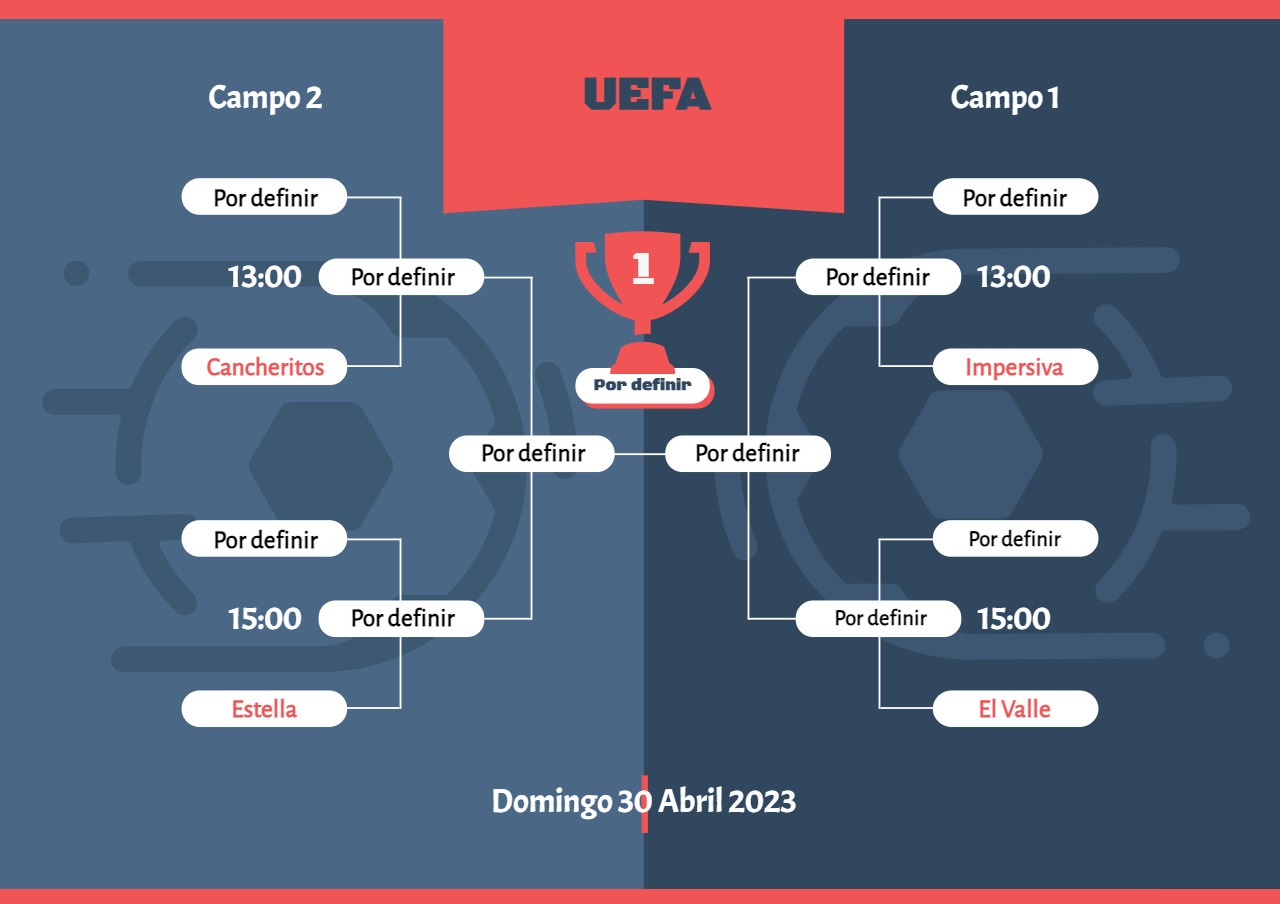 UEFA
Campo 2
Campo 1
Por definir
Por definir
13:00
Por definir
1
Por definir
13:00
Cancheritos
Por definir
Impersiva
Por definir
Por definir
Por definir
Por definir
15:00
Por definir
Por definir
15:00
Estella
El Valle
Domingo 30 Abril 2023